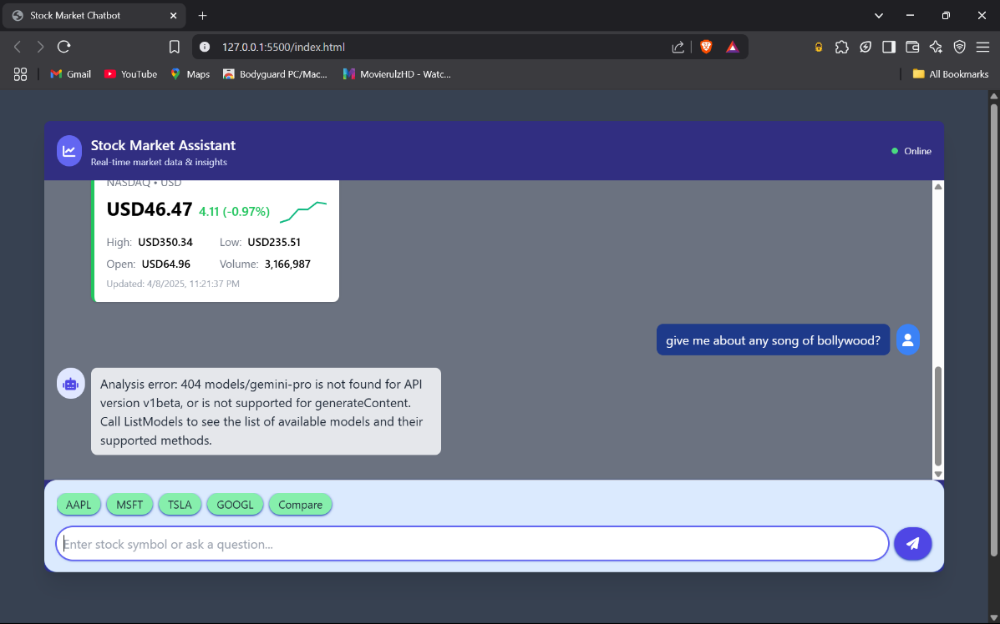 Stock Market Chatbot
127.0.0.1:5500/index.html
Gmail
YouTube
Maps
Bodyguard PC/Mac...
MovierulzHD - Watc...
All Bookmarks
Stock Market Assistant
Real-time market data & insights
Online
NASDAQ • USD
USD46.47 4.11 (-0.97%)
High: USD350.34 Low: USD235.51
Open: USD64.96 Volume: 3,166,987
Updated: 4/8/2025, 11:21:37 PM
give me about any song of bollywood?
Analysis error: 404 models/gemini-pro is not found for API
version v1beta, or is not supported for generateContent.
Call ListModels to see the list of available models and their
supported methods.
AAPL MSFT TSLA GOOGL Compare
Enter stock symbol or ask a question...